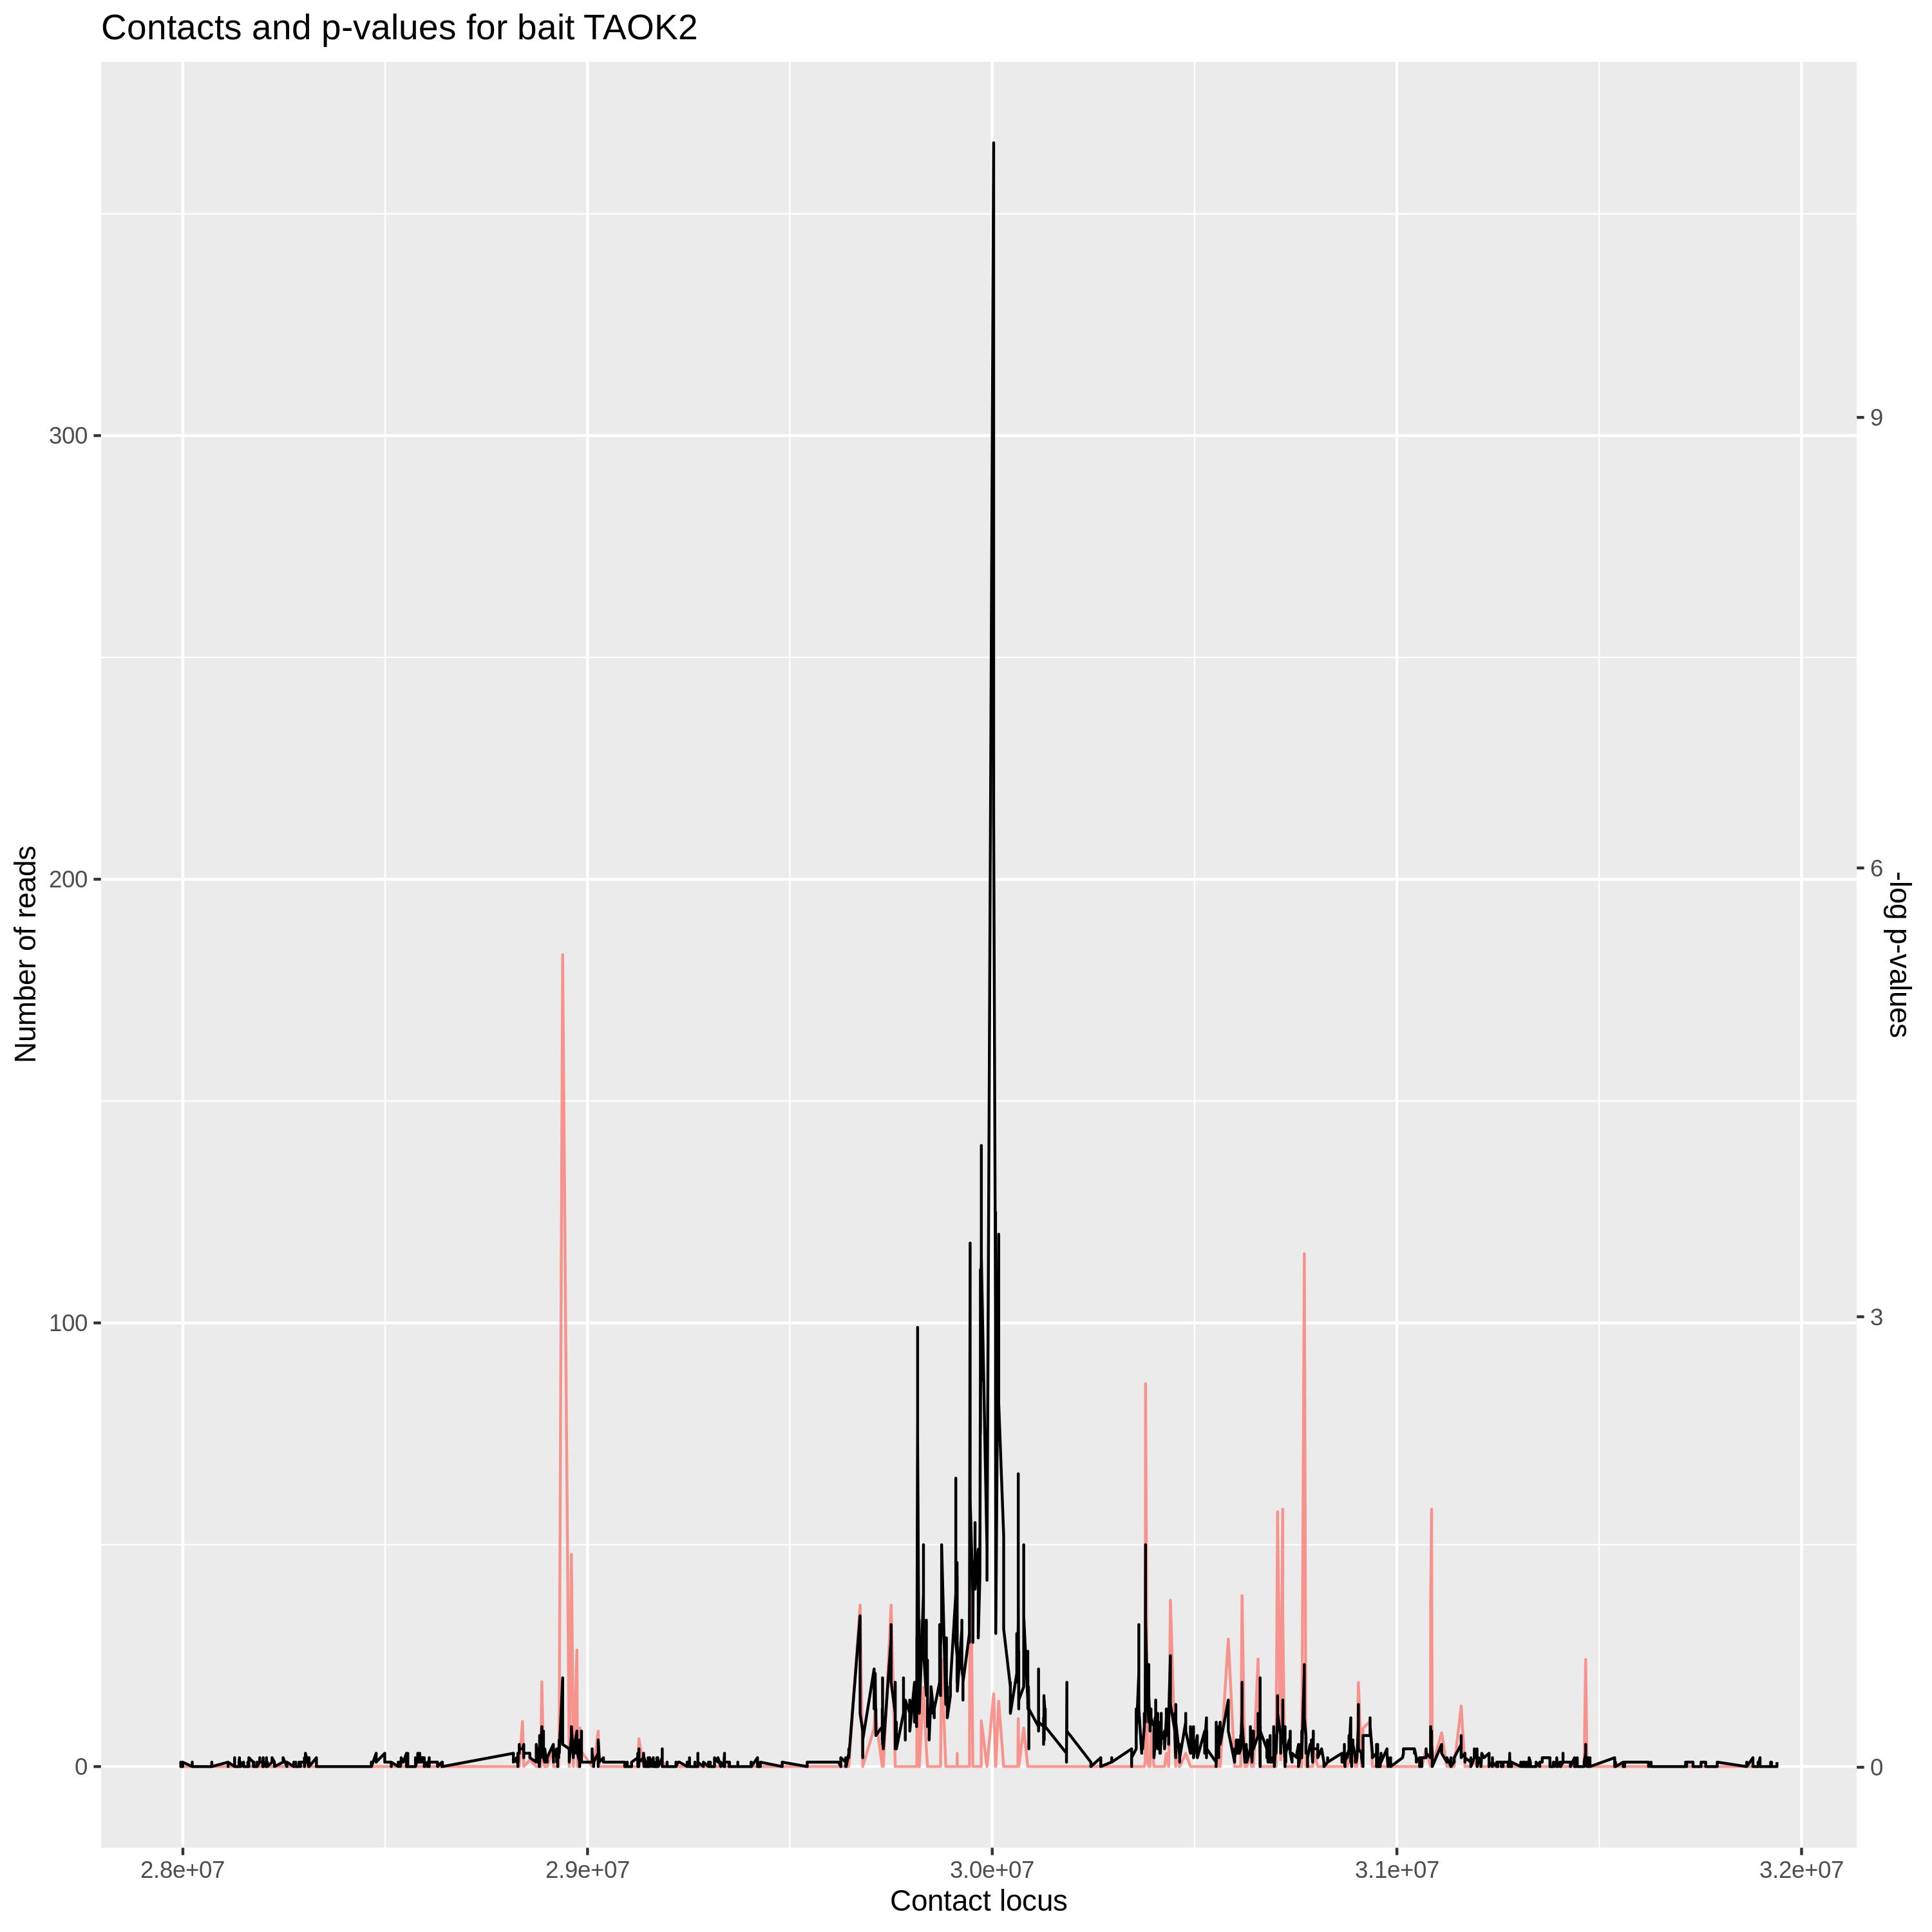 Contacts and p-values for bait TAOK2
Number of reads
300
200
100
0
9
6
3
0
-log p-values
2.8e+07
2.9e+07
3.0e+07
3.1e+07
3.2e+07
Contact locus